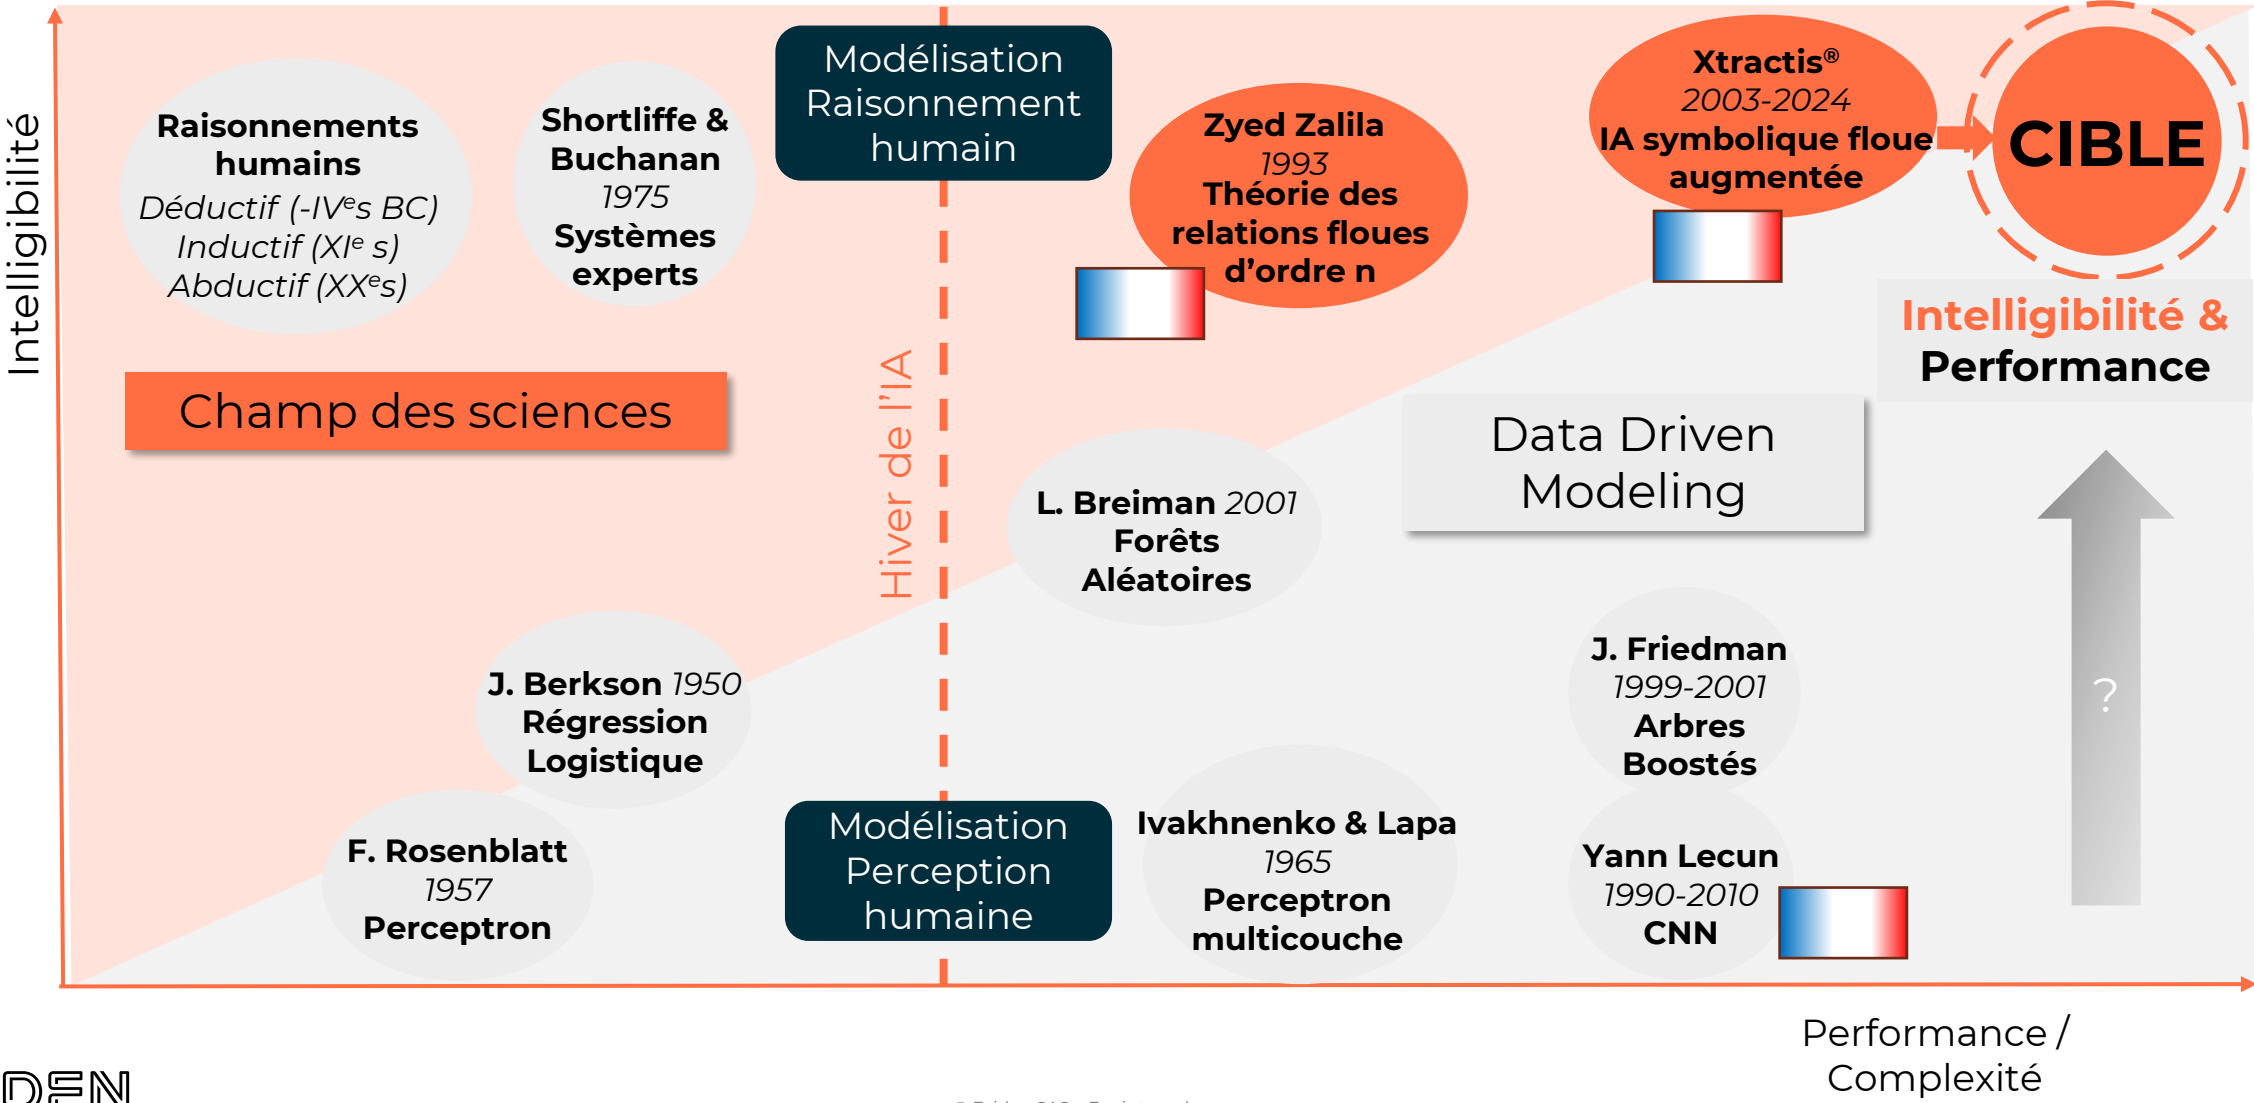 Intelligibilité
Raisonnements
humains
Déductif (-IVᵉs BC)
Inductif (XIᵉ s)
Abductif (XXᵉs)
Shortliffe &
Buchanan
1975
Systèmes
experts
Modélisation
Raisonnement
humain
Zyed Zalila
1993
Théorie des
relations floues
d’ordre n
Xtractis®
2003-2024
IA symbolique floue
augmentée
CIBLE
Intelligibilité &
Performance
Champ des sciences
Hiver de l’IA
Data Driven
Modeling
L. Breiman 2001
Forêts
Aléatoires
J. Berkson 1950
Régression
Logistique
J. Friedman
1999-2001
Arbres
Boostés
?
F. Rosenblatt
1957
Perceptron
Modélisation
Perception
humaine
Ivakhnenko & Lapa
1965
Perceptron
multicouche
Yann Lecun
1990-2010
CNN
Performance /
Complexité